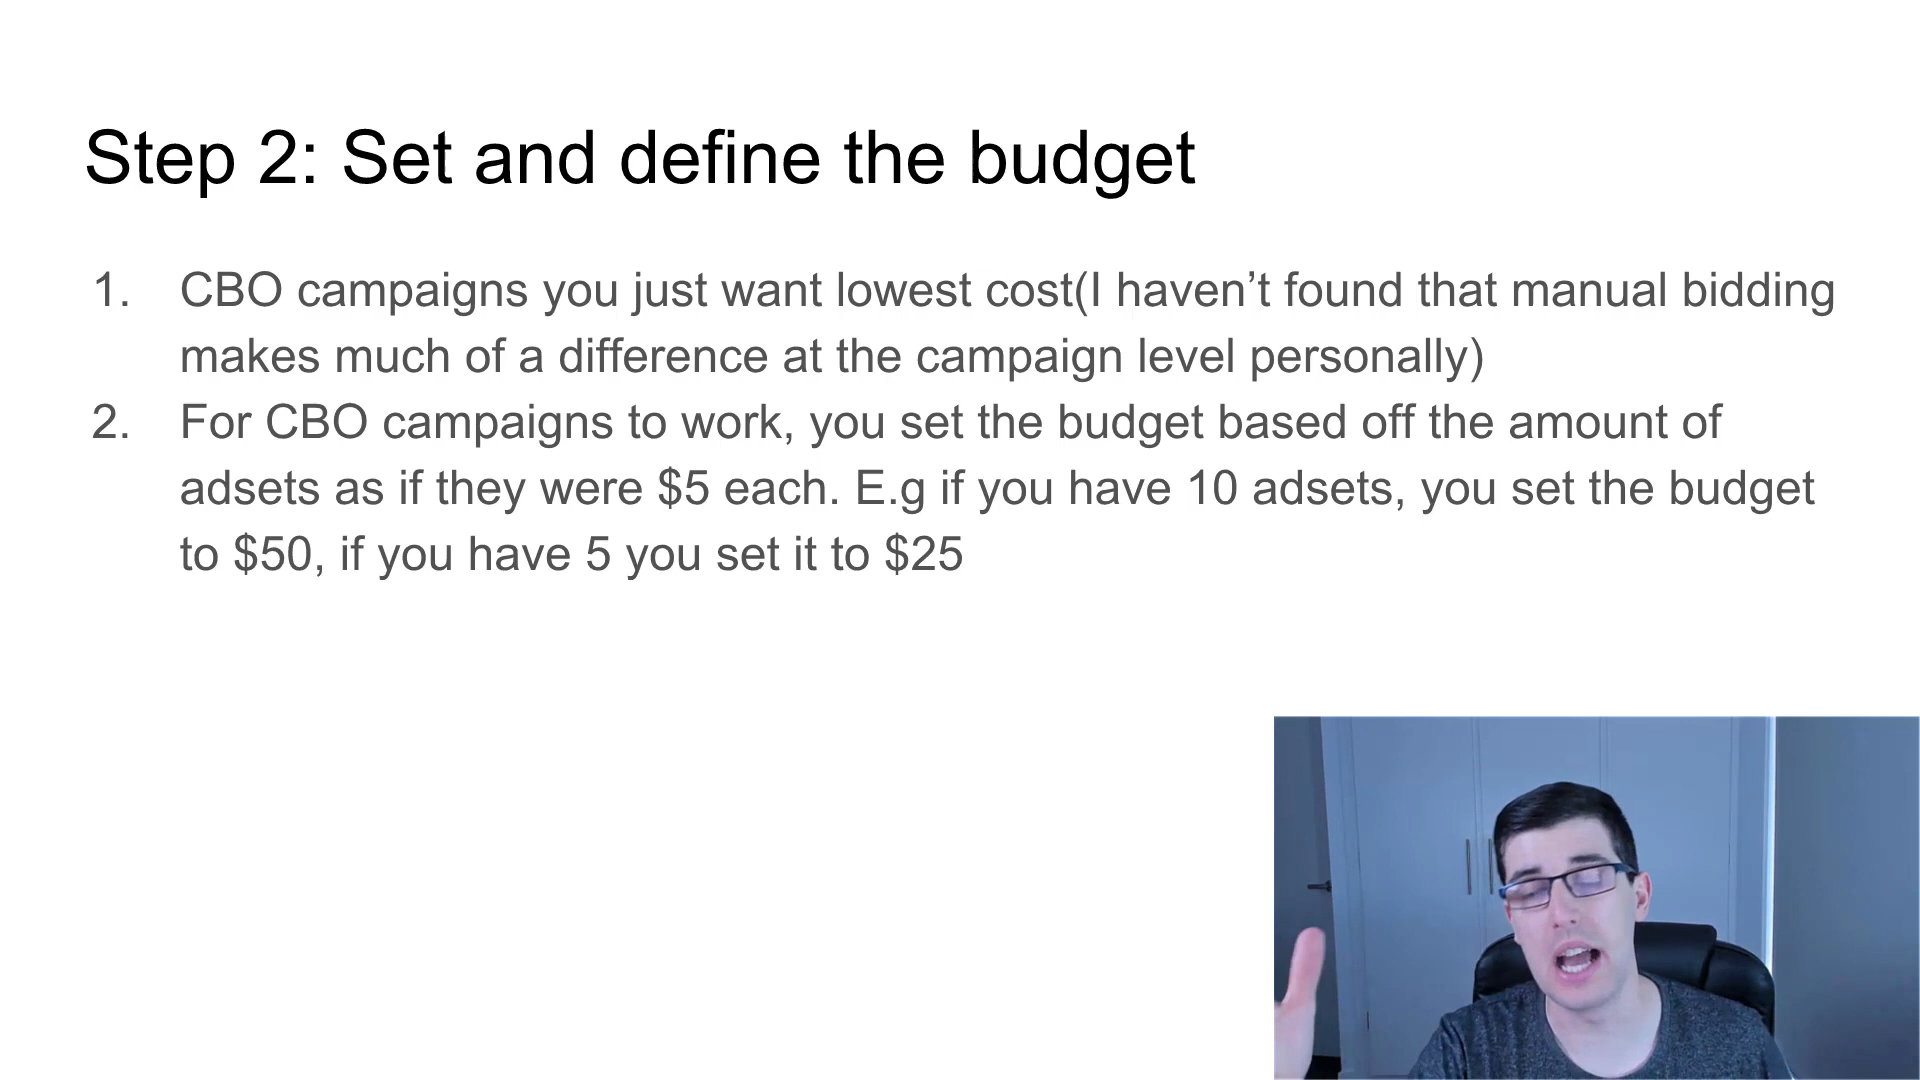 Step 2: Set and define the budget
1. CBO campaigns you just want lowest cost(I haven’t found that manual bidding
makes much of a difference at the campaign level personally)
2. For CBO campaigns to work, you set the budget based off the amount of
adsets as if they were $5 each. E.g if you have 10 adsets, you set the budget
to $50, if you have 5 you set it to $25